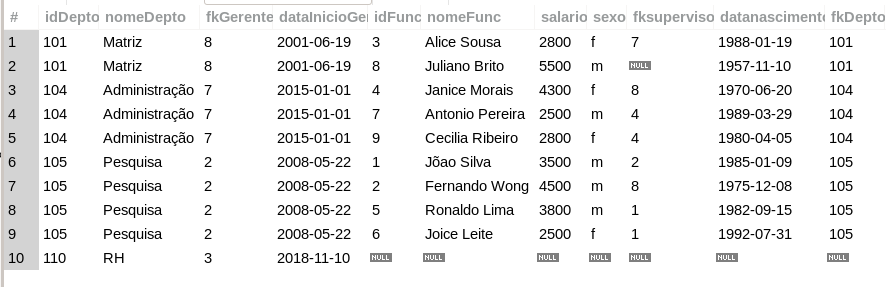 # idDepto nomeDepto fkGerente dataInicioGe idFunc nomeFunc salario sexo fksuperviso datanasciment fkDepto
1 101 Matriz 8 2001-06-19 3 Alice Sousa 2800 f 7 1988-01-19 101
2 101 Matriz 8 2001-06-19 8 Juliano Brito 5500 m NULL 1957-11-10 101
3 104 Administração 7 2015-01-01 4 Janice Morais 4300 f 8 1970-06-20 104
4 104 Administração 7 2015-01-01 7 Antonio Pereira 2500 m 4 1989-03-29 104
5 104 Administração 7 2015-01-01 9 Cecilia Ribeiro 2800 f 4 1980-04-05 104
6 105 Pesquisa 2 2008-05-22 1 Jõao Silva 3500 m 2 1985-01-09 105
7 105 Pesquisa 2 2008-05-22 2 Fernando Wong 4500 m 8 1975-12-08 105
8 105 Pesquisa 2 2008-05-22 5 Ronaldo Lima 3800 m 1 1982-09-15 105
9 105 Pesquisa 2 2008-05-22 6 Joice Leite 2500 f 1 1992-07-31 105
10 110 RH 3 2018-11-10 NULL NULL NULL NULL NULL NULL NULL